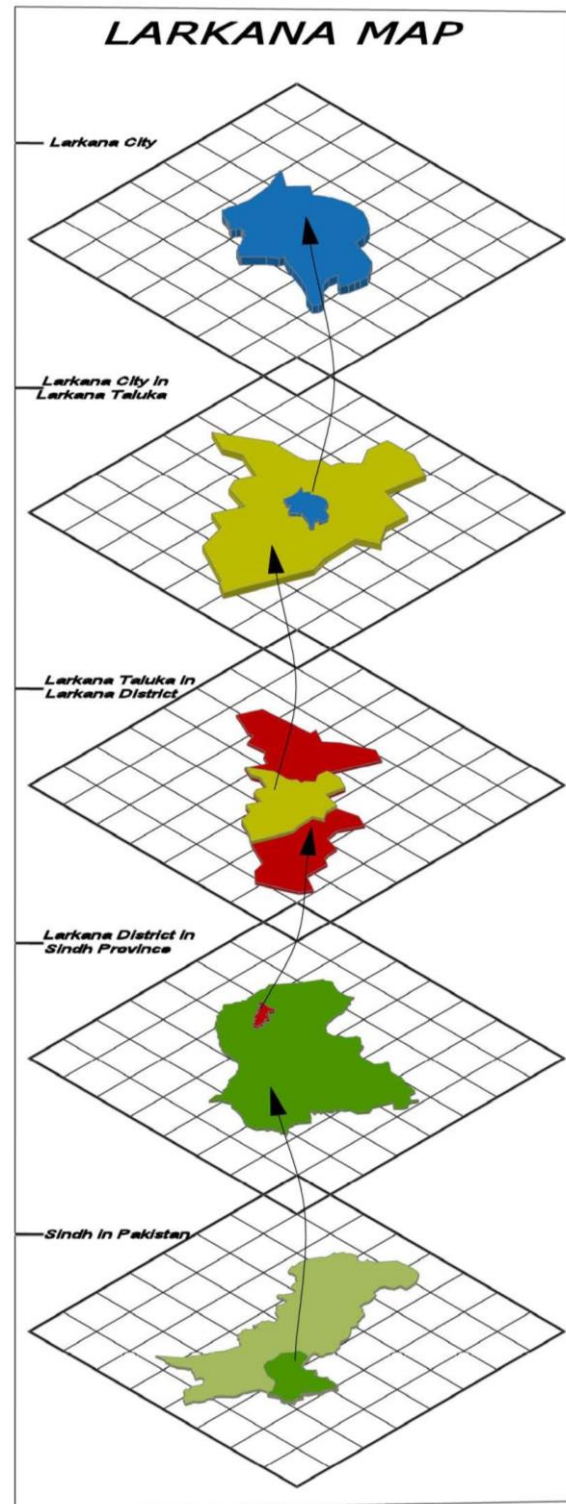 LARKANA MAP
Larkana City
Larkana City in
Larkana Taluka
Larkana Taluka in
Larkana District
Larkana District in
Sindh Province
Sindh in Pakistan